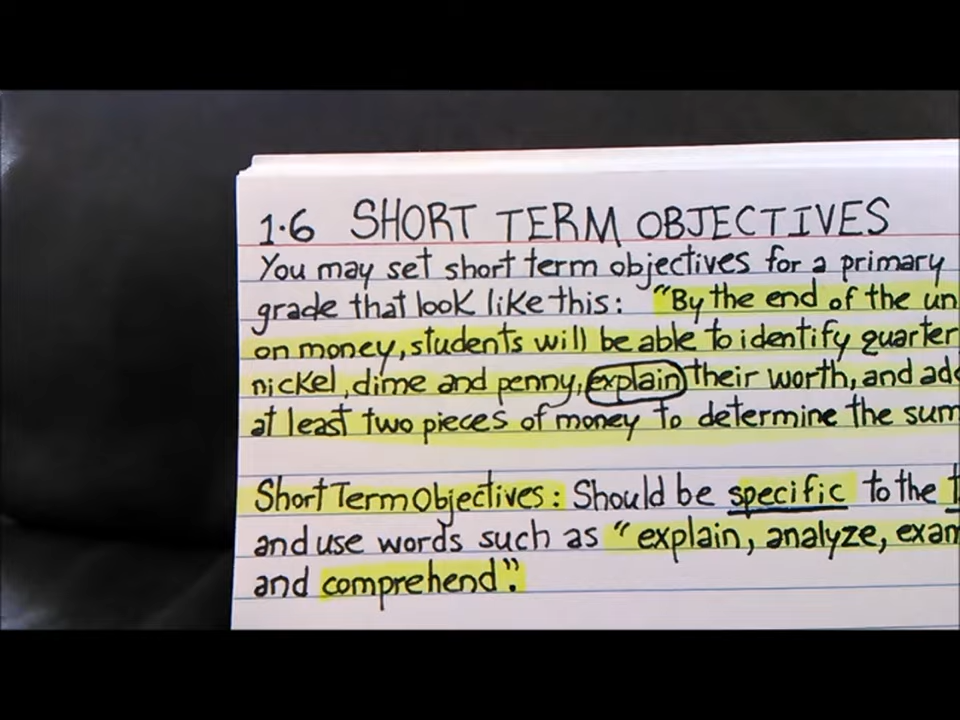 1.6 SHORT TERM OBJECTIVES
You may set short term objectives for a primary
grade that look like this: "By the end of the
on money, students will be able to identify quarter
nickel, dime and penny, explain their worth, and
at least two pieces of money to determine the sum
Short Term Objectives: Should be specific to the
and use words such as "explain, analyze,
and comprehend".